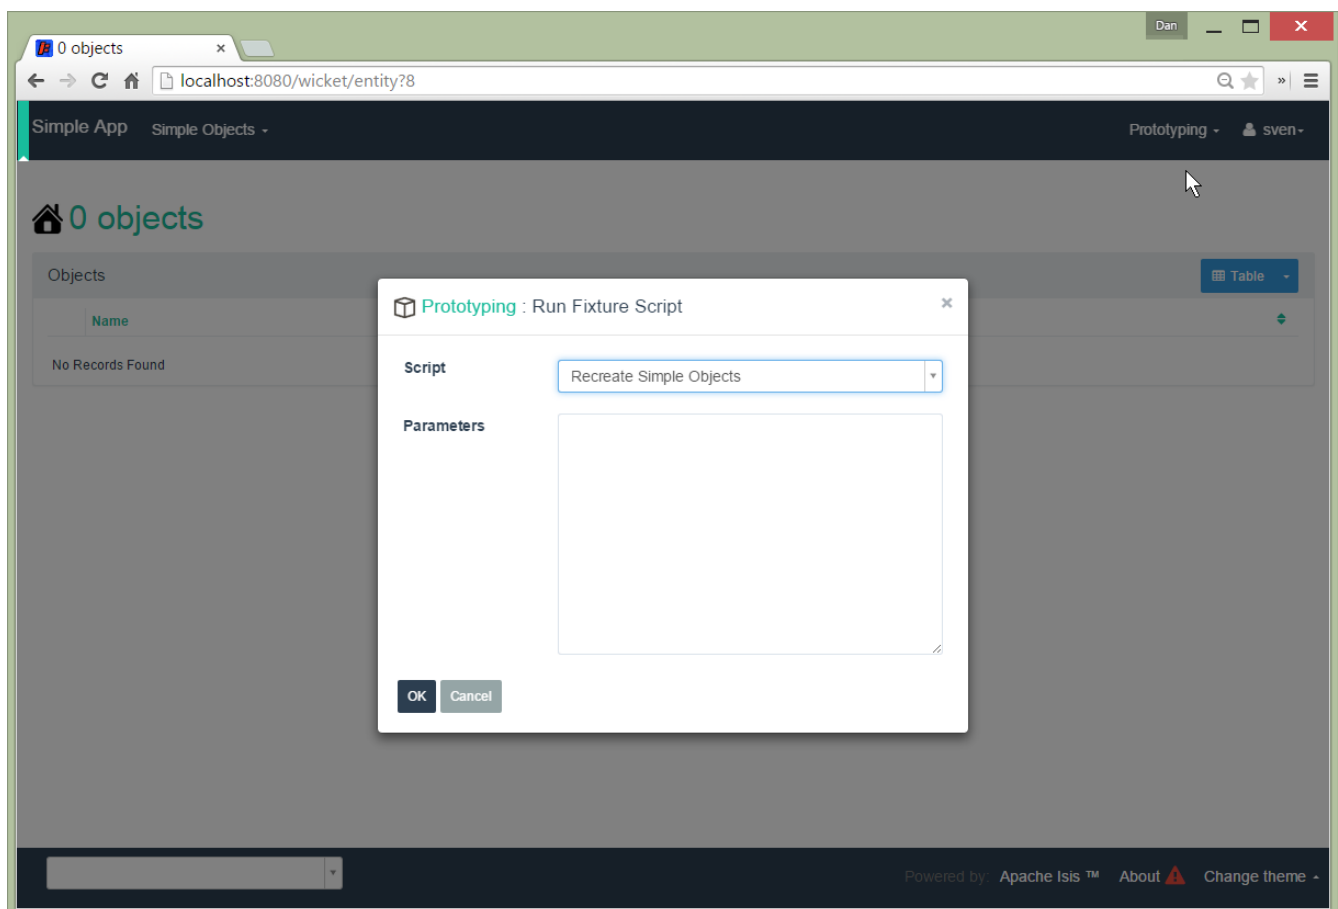 Dan
0 objects
localhost:8080/wicket/entity?8
Simple App Simple Objects Prototyping sven
0 objects
Objects Table
Name
No Records Found
Prototyping : Run Fixture Script
Script Recreate Simple Objects
Parameters
OK Cancel
Powered by: Apache Isis ™ About Change theme